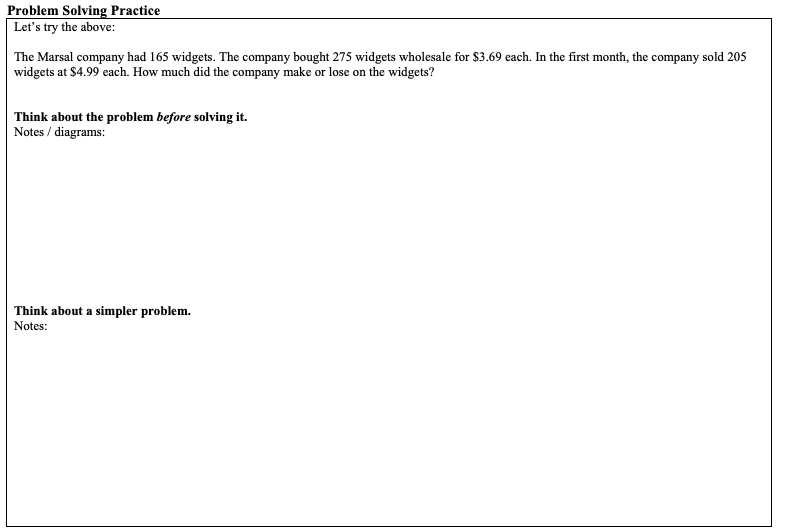 Problem Solving Practice
Let’s try the above:
The Marsal company had 165 widgets. The company bought 275 widgets wholesale for $3.69 each. In the first month, the company sold 205
widgets at $4.99 each. How much did the company make or lose on the widgets?
Think about the problem before solving it.
Notes / diagrams:
Think about a simpler problem.
Notes: